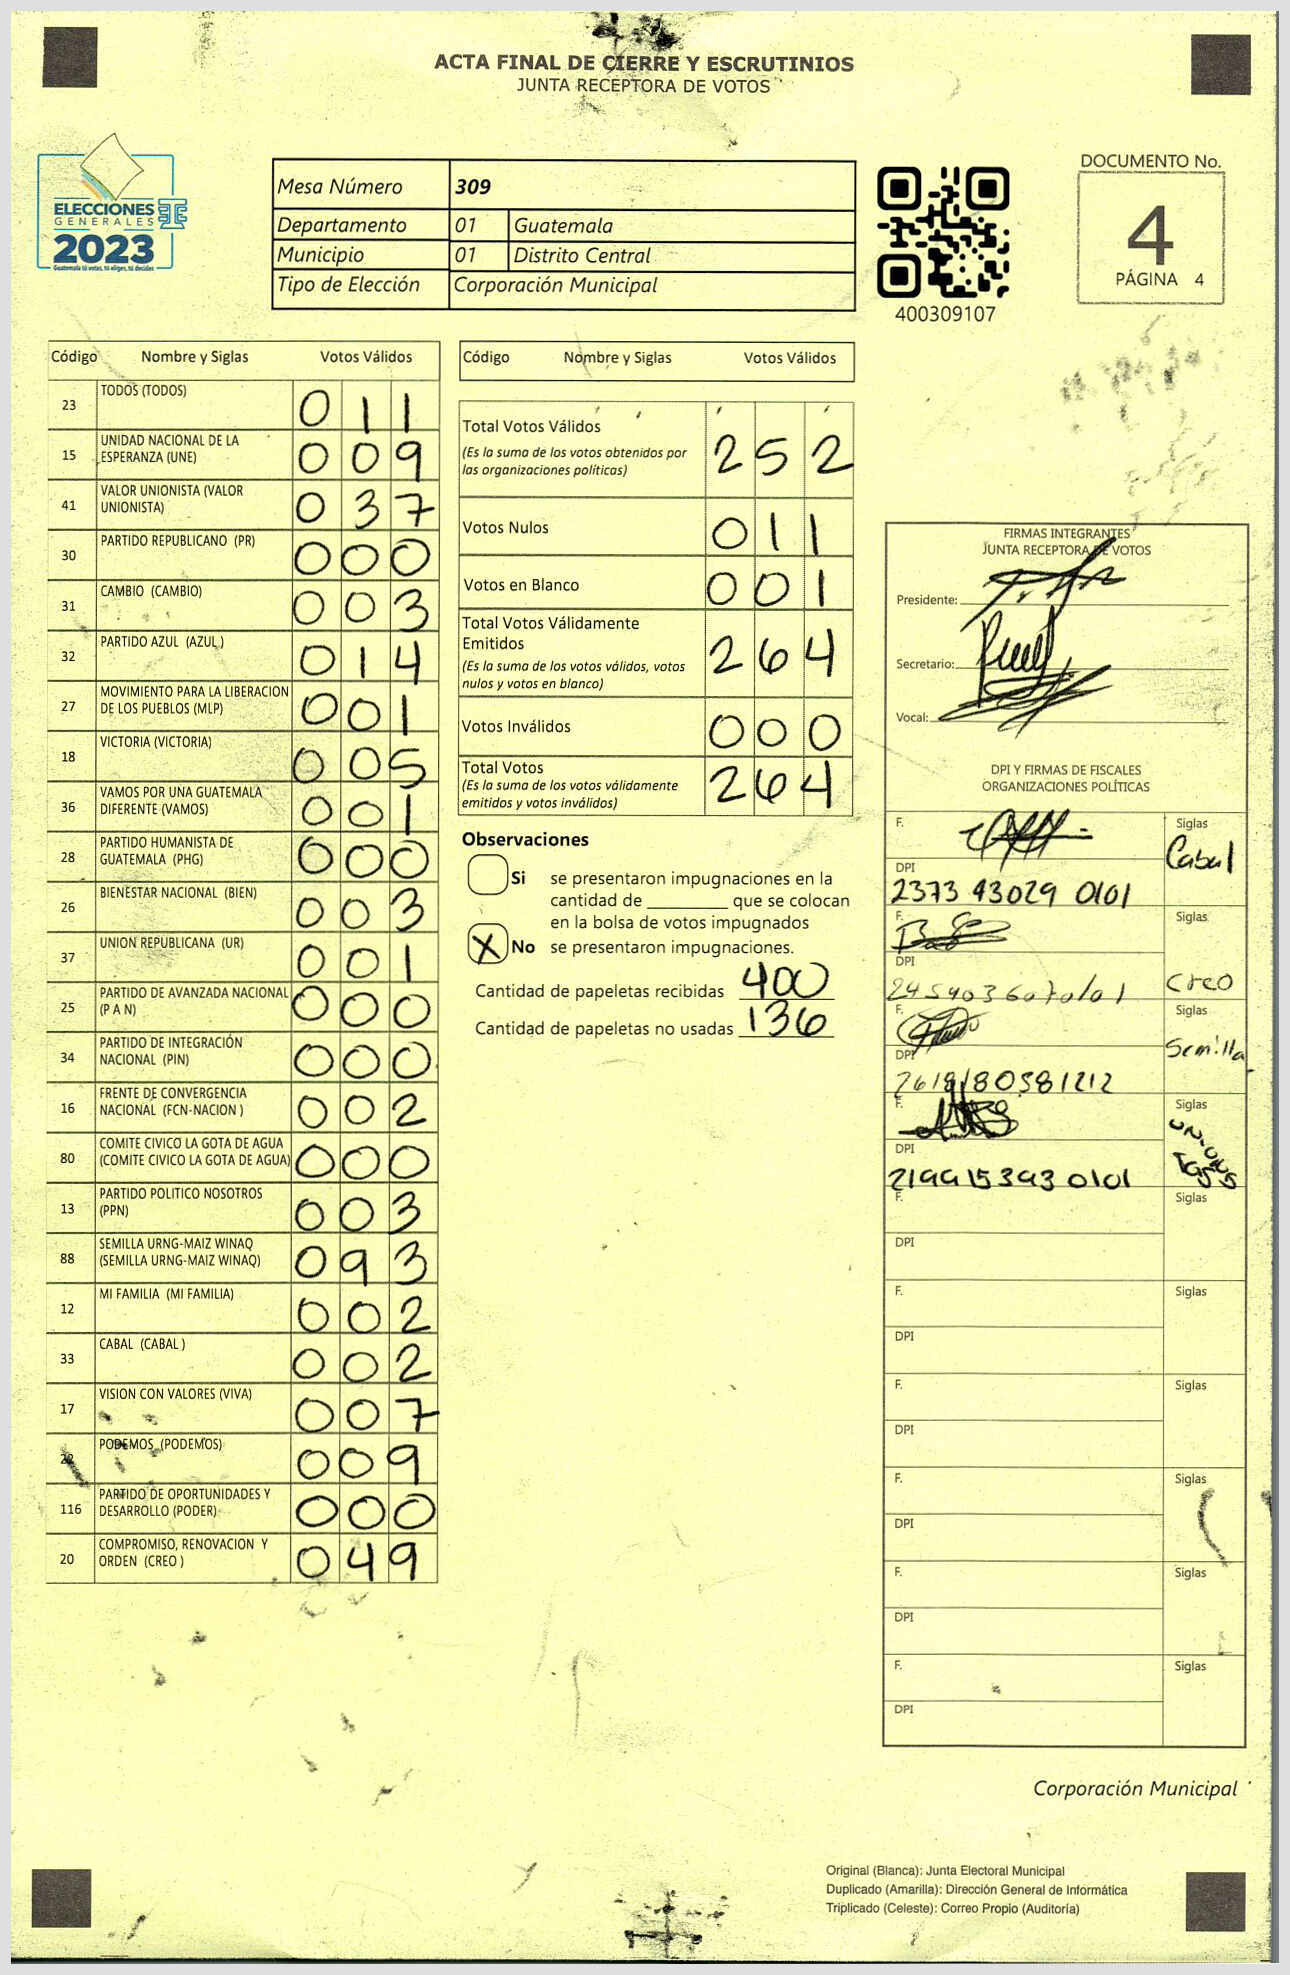 ACTA FINAL DE CIERRE Y ESCRUTINIOS
JUNTA RECEPTORA DE VOTOS
ELECCIONES
GENERALES
2023
Guatemala tú votas, tú eliges, tú decides
Mesa Número 309
Departamento 01 Guatemala
Municipio 01 Distrito Central
Tipo de Elección Corporación Municipal
400309107
DOCUMENTO No.
4
PÁGINA 4
Código Nombre y Siglas Votos Válidos
23 TODOS (TODOS) 0 1 1
15 UNIDAD NACIONAL DE LA ESPERANZA (UNE) 0 0 9
41 VALOR UNIONISTA (VALOR UNIONISTA) 0 3 7
30 PARTIDO REPUBLICANO (PR) 0 0 0
31 CAMBIO (CAMBIO) 0 0 3
32 PARTIDO AZUL (AZUL) 0 1 4
27 MOVIMIENTO PARA LA LIBERACION DE LOS PUEBLOS (MLP) 0 0 1
18 VICTORIA (VICTORIA) 0 0 5
36 VAMOS POR UNA GUATEMALA DIFERENTE (VAMOS) 0 0 1
28 PARTIDO HUMANISTA DE GUATEMALA (PHG) 0 0 0
26 BIENESTAR NACIONAL (BIEN) 0 0 3
37 UNION REPUBLICANA (UR) 0 0 1
25 PARTIDO DE AVANZADA NACIONAL (P A N) 0 0 0
34 PARTIDO DE INTEGRACIÓN NACIONAL (PIN) 0 0 0
16 FRENTE DE CONVERGENCIA NACIONAL (FCN-NACION) 0 0 2
80 COMITE CIVICO LA GOTA DE AGUA (COMITE CIVICO LA GOTA DE AGUA) 0 0 0
13 PARTIDO POLITICO NOSOTROS (PPN) 0 0 3
88 SEMILLA URNG-MAIZ WINAQ (SEMILLA URNG-MAIZ WINAQ) 0 9 3
12 MI FAMILIA (MI FAMILIA) 0 0 2
33 CABAL (CABAL) 0 0 2
17 VISION CON VALORES (VIVA) 0 0 7
22 PODEMOS (PODEMOS) 0 0 9
116 PARTIDO DE OPORTUNIDADES Y DESARROLLO (PODER) 0 0 0
20 COMPROMISO, RENOVACION Y ORDEN (CREO) 0 4 9
Código Nombre y Siglas Votos Válidos
Total Votos Válidos 2 5 2
(Es la suma de los votos obtenidos por
las organizaciones políticas)
Votos Nulos 0 1 1
Votos en Blanco 0 0 1
Total Votos Válidamente
Emitidos 2 6 4
(Es la suma de los votos válidos, votos
nulos y votos en blanco)
Votos Inválidos 0 0 0
Total Votos 2 6 4
(Es la suma de los votos válidamente
emitidos y votos inválidos)
Observaciones
Si se presentaron impugnaciones en la
cantidad de ________ que se colocan
en la bolsa de votos impugnados
X No se presentaron impugnaciones.
Cantidad de papeletas recibidas 400
Cantidad de papeletas no usadas 136
FIRMAS INTEGRANTES
JUNTA RECEPTORA DE VOTOS
Presidente:
Secretario:
Vocal:
DPI Y FIRMAS DE FISCALES
ORGANIZACIONES POLÍTICAS
F. Siglas
Cabal
DPI
2373 43029 0101
F. Siglas
DPI
2454036070101 Creo
F. Siglas
Semilla
DPI
2618180581212
F. Siglas
DPI
219915393 0101
F. Siglas
DPI
F. Siglas
DPI
F. Siglas
DPI
F. Siglas
DPI
F. Siglas
DPI
F. Siglas
DPI
Corporación Municipal
Original (Blanca): Junta Electoral Municipal
Duplicado (Amarilla): Dirección General de Informática
Triplicado (Celeste): Correo Propio (Auditoría)